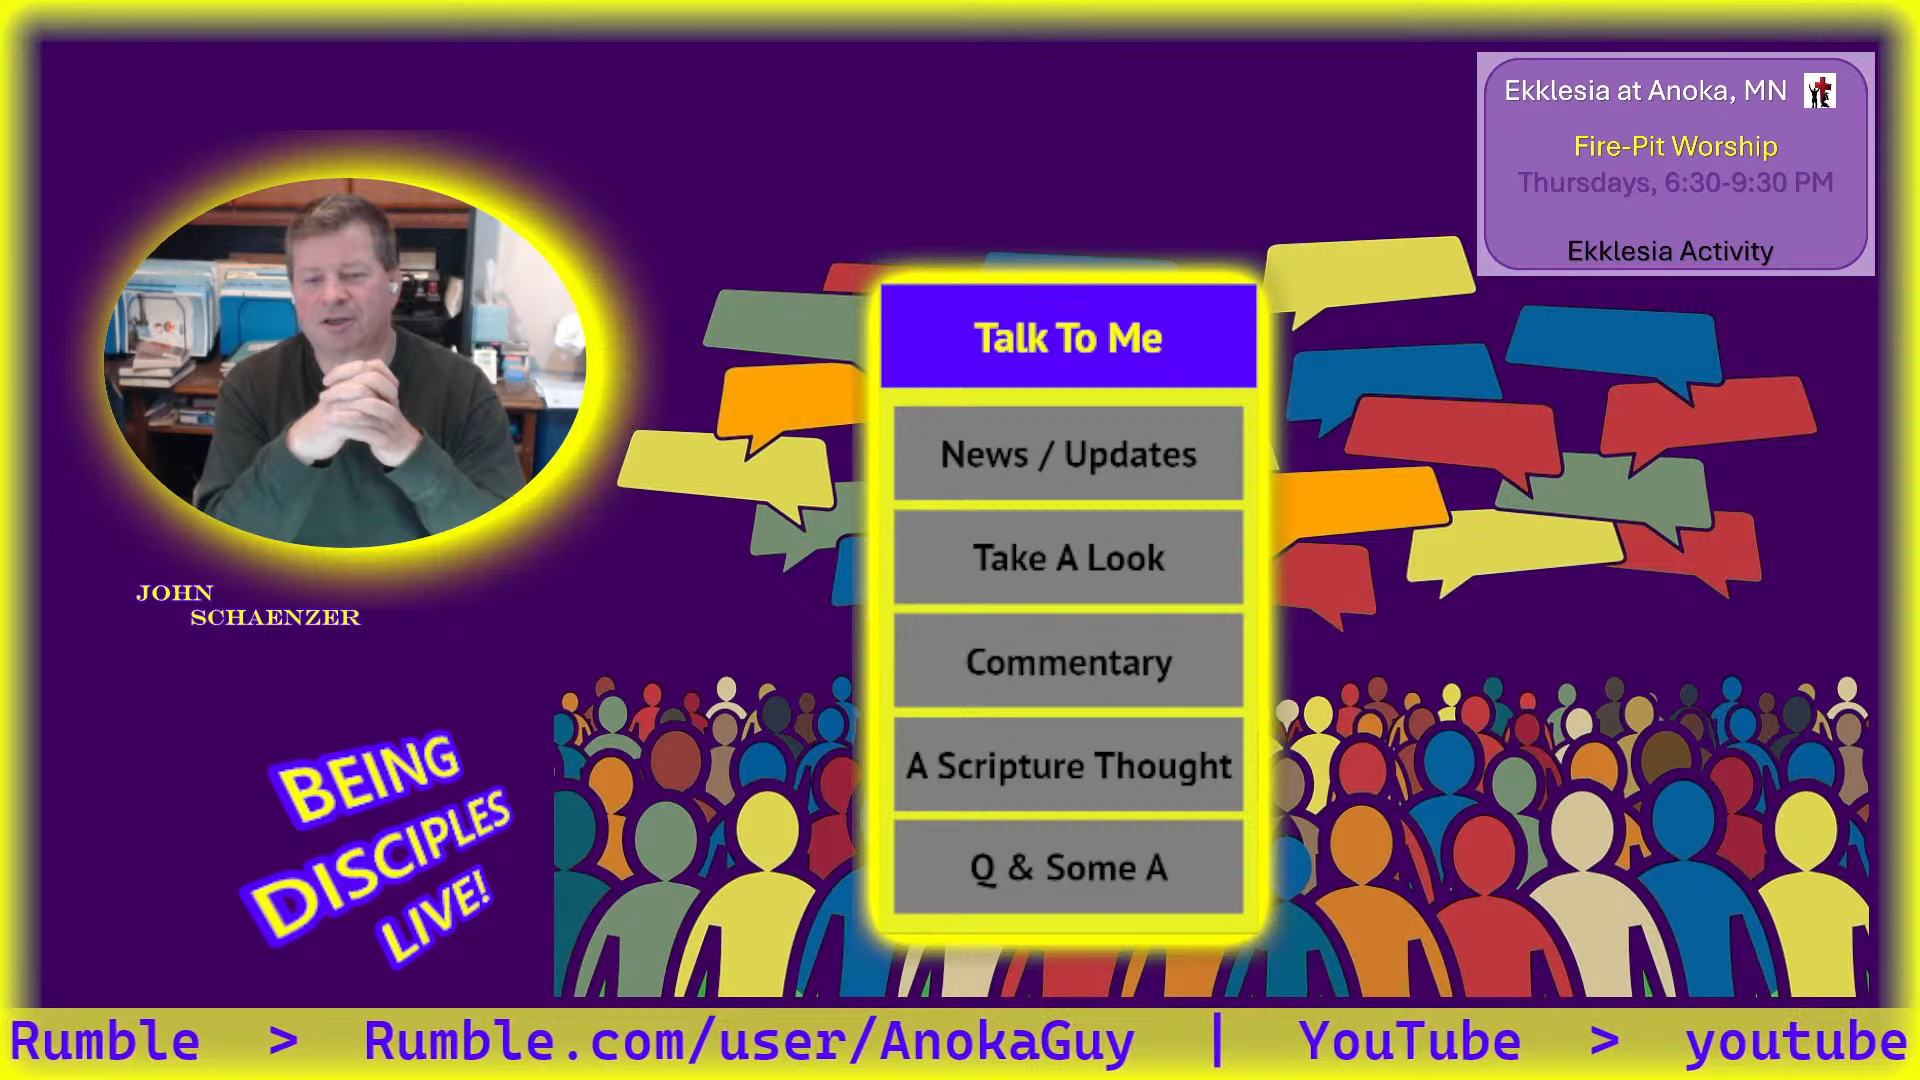 Ekklesia at Anoka, MN
Fire-Pit Worship
Thursdays, 6:30-9:30 PM
Ekklesia Activity
Talk To Me
News / Updates
Take A Look
Commentary
A Scripture Thought
Q & Some A
JOHN
SCHAENZER
BEING
DISCIPLES
LIVE!
Rumble > Rumble.com/user/AnokaGuy | YouTube > youtube